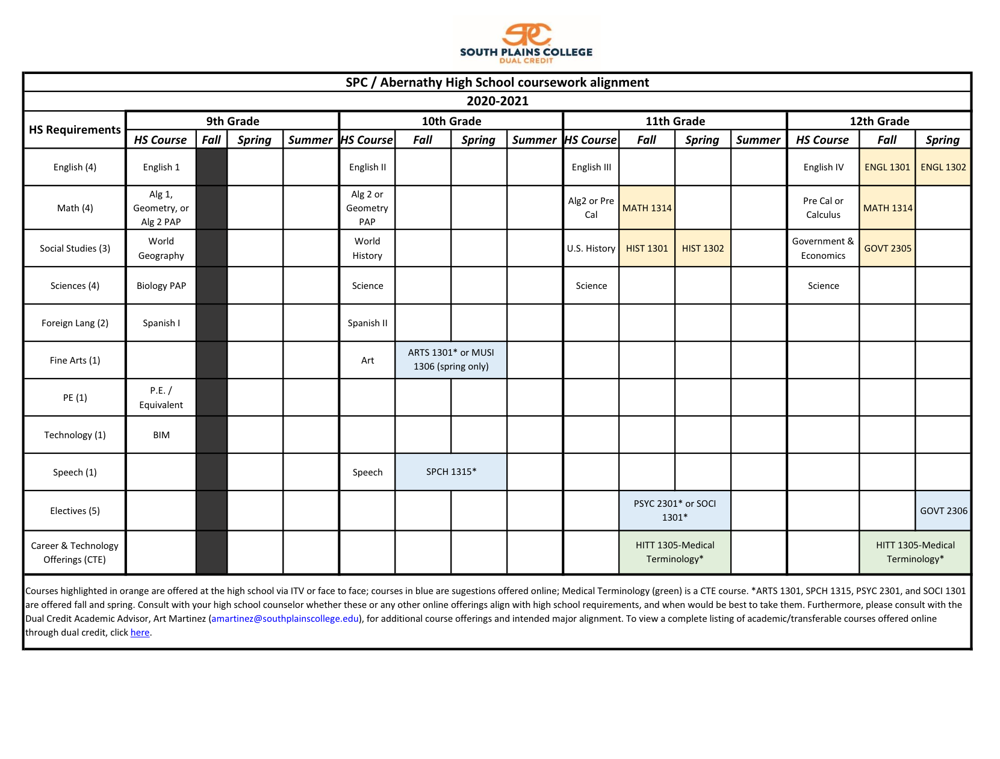 SPC
SOUTH PLAINS COLLEGE
DUAL CREDIT
SPC / Abernathy High School coursework alignment
2020-2021
HS Requirements
9th Grade
10th Grade
11th Grade
12th Grade
HS Course Fall Spring Summer HS Course Fall Spring Summer HS Course Fall Spring Summer HS Course Fall Spring
English (4)
English 1
English II
English III
English IV
ENGL 1301
ENGL 1302
Math (4)
Alg 1,
Geometry, or
Alg 2 PAP
Alg 2 or
Geometry
PAP
Alg2 or Pre
Cal
MATH 1314
Pre Cal or
Calculus
MATH 1314
Social Studies (3)
World
Geography
World
History
U.S. History
HIST 1301
HIST 1302
Government &
Economics
GOVT 2305
Sciences (4)
Biology PAP
Science
Science
Science
Foreign Lang (2)
Spanish I
Spanish II
Fine Arts (1)
Art
ARTS 1301* or MUSI
1306 (spring only)
PE (1)
P.E. /
Equivalent
Technology (1)
BIM
Speech (1)
Speech
SPCH 1315*
Electives (5)
PSYC 2301* or SOCI
1301*
GOVT 2306
Career & Technology
Offerings (CTE)
HITT 1305-Medical
Terminology*
HITT 1305-Medical
Terminology*
Courses highlighted in orange are offered at the high school via ITV or face to face; courses in blue are sugestions offered online; Medical Terminology (green) is a CTE course. *ARTS 1301, SPCH 1315, PSYC 2301, and SOCI 1301
are offered fall and spring. Consult with your high school counselor whether these or any other online offerings align with high school requirements, and when would be best to take them. Furthermore, please consult with the
Dual Credit Academic Advisor, Art Martinez (amartinez@southplainscollege.edu), for additional course offerings and intended major alignment. To view a complete listing of academic/transferable courses offered online
through dual credit, click here.